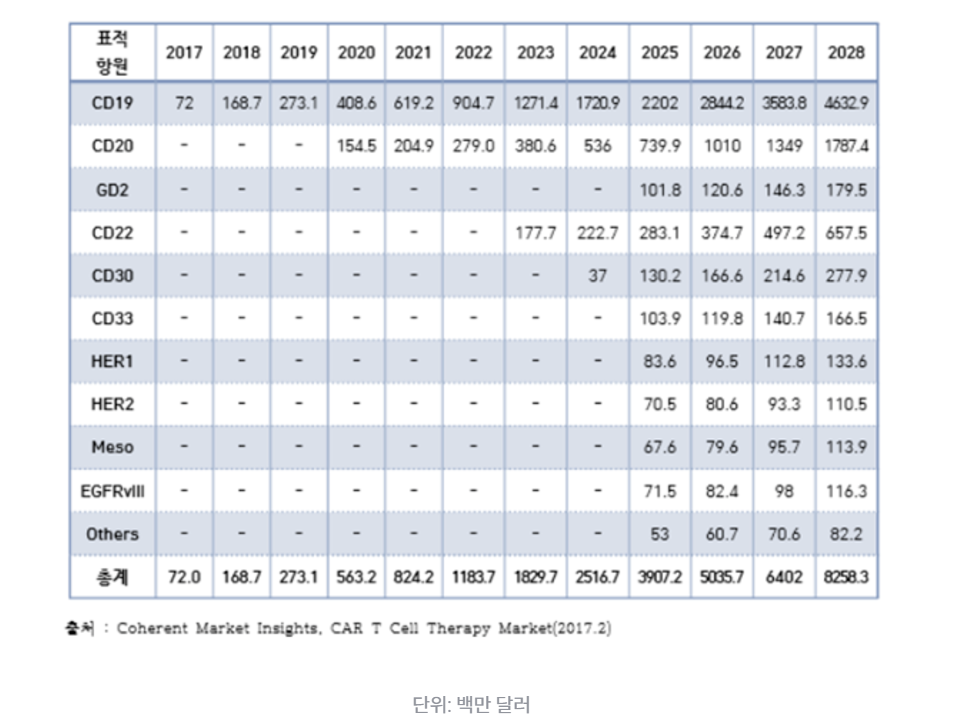 표적
항원 2017 2018 2019 2020 2021 2022 2023 2024 2025 2026 2027 2028
CD19 72 168.7 273.1 408.6 619.2 904.7 1271.4 1720.9 2202 2844.2 3583.8 4632.9
CD20 - - - 154.5 204.9 279.0 380.6 536 739.9 1010 1349 1787.4
GD2 - - - - - - - - 101.8 120.6 146.3 179.5
CD22 - - - - - - 177.7 222.7 283.1 374.7 497.2 657.5
CD30 - - - - - - - 37 130.2 166.6 214.6 277.9
CD33 - - - - - - - - 103.9 119.8 140.7 166.5
HER1 - - - - - - - - 83.6 96.5 112.8 133.6
HER2 - - - - - - - - 70.5 80.6 93.3 110.5
Meso - - - - - - - - 67.6 79.6 95.7 113.9
EGFRvIII - - - - - - - - 71.5 82.4 98 116.3
Others - - - - - - - - 53 60.7 70.6 82.2
총계 72.0 168.7 273.1 563.2 824.2 1183.7 1829.7 2516.7 3907.2 5035.7 6402 8258.3
출처 : Coherent Market Insights, CAR T Cell Therapy Market(2017.2)
단위: 백만 달러